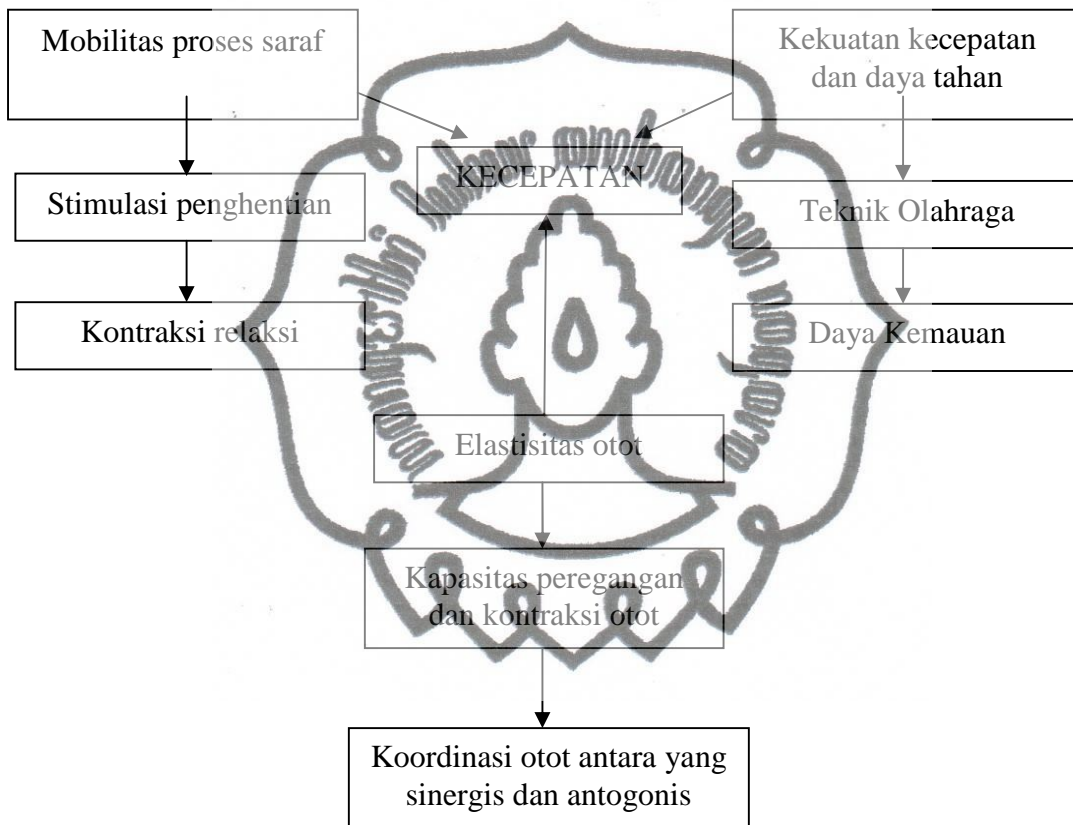 Mobilitas proses saraf
Kekuatan kecepatan
dan daya tahan
KECEPATAN
Stimulasi penghentian
Teknik Olahraga
Kontraksi relaksi
Daya Kemauan
Elastisitas otot
Kapasitas peregangan
dan kontraksi otot
Koordinasi otot antara yang
sinergis dan antogonis